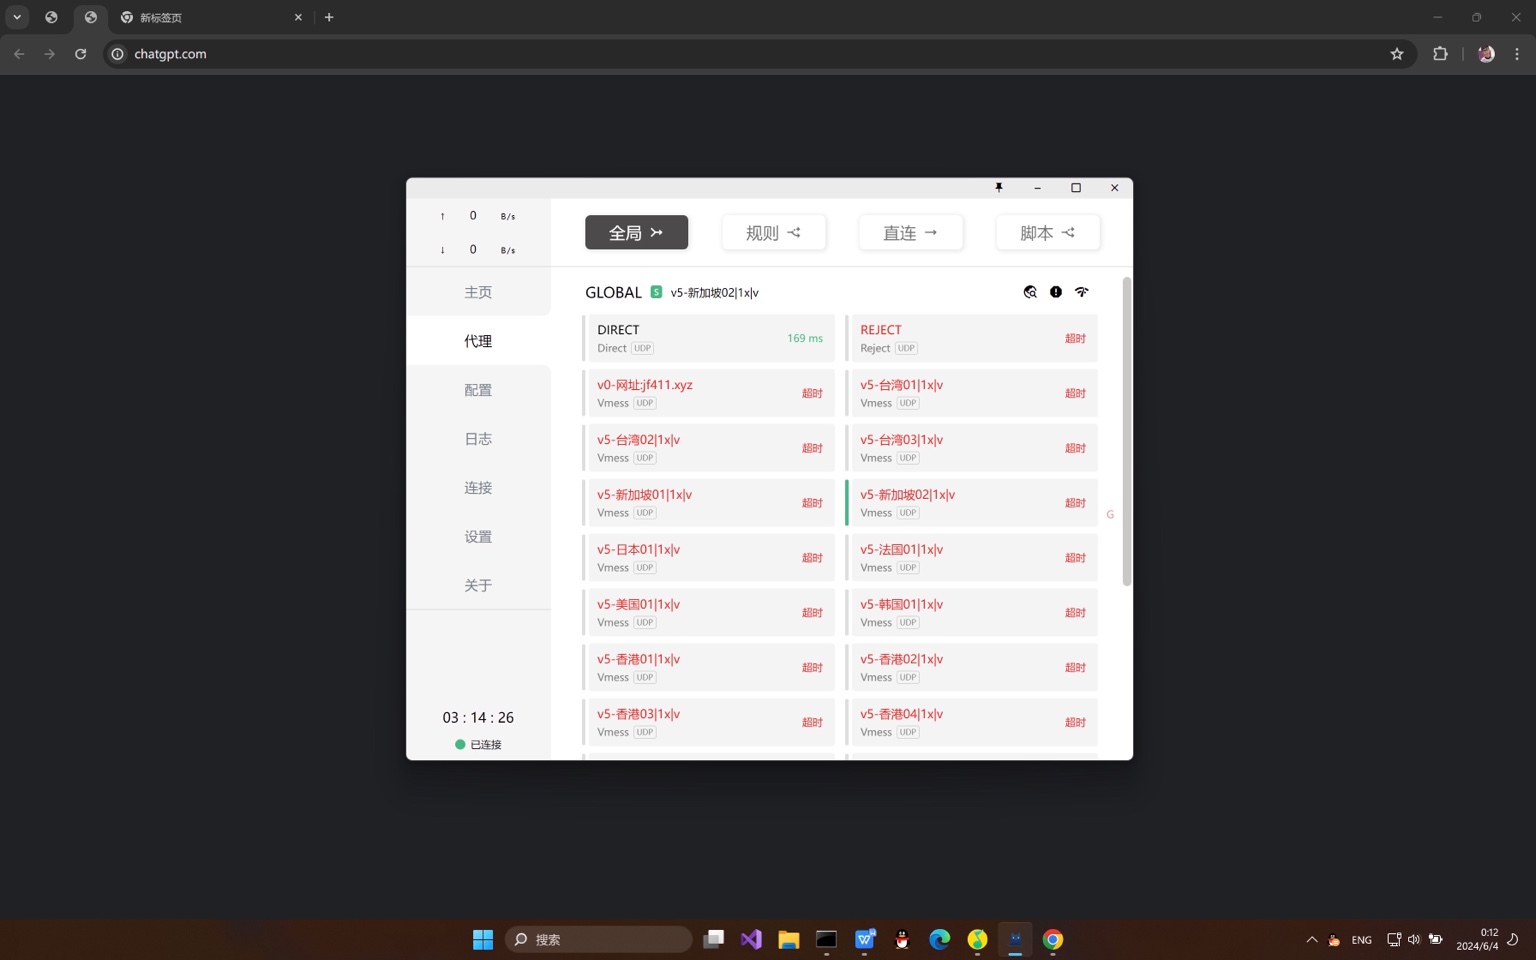 新标签页
chatgpt.com
↑ 0 B/s
↓ 0 B/s
主页
代理
配置
日志
连接
设置
关于
03 : 14 : 26
已连接
全局
规则
直连
脚本
GLOBAL S v5-新加坡02|1x|v
DIRECT
Direct UDP
169 ms
REJECT
Reject UDP
超时
v0-网址:jf411.xyz
Vmess UDP
超时
v5-台湾01|1x|v
Vmess UDP
超时
v5-台湾02|1x|v
Vmess UDP
超时
v5-台湾03|1x|v
Vmess UDP
超时
v5-新加坡01|1x|v
Vmess UDP
超时
v5-新加坡02|1x|v
Vmess UDP
超时
G
v5-日本01|1x|v
Vmess UDP
超时
v5-法国01|1x|v
Vmess UDP
超时
v5-美国01|1x|v
Vmess UDP
超时
v5-韩国01|1x|v
Vmess UDP
超时
v5-香港01|1x|v
Vmess UDP
超时
v5-香港02|1x|v
Vmess UDP
超时
v5-香港03|1x|v
Vmess UDP
超时
v5-香港04|1x|v
Vmess UDP
超时
搜索
ENG
0:12
2024/6/4